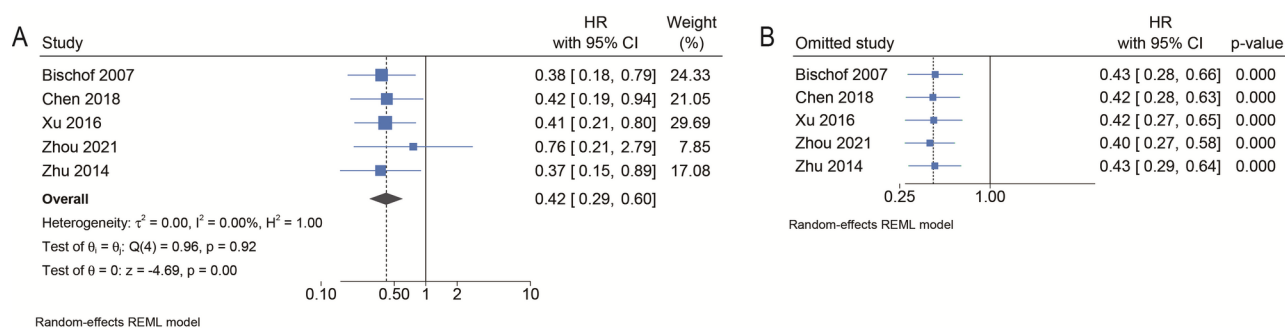 A
HR Weight
Study with 95% CI (%)
Bischof 2007 0.38 [ 0.18, 0.79] 24.33
Chen 2018 0.42 [ 0.19, 0.94] 21.05
Xu 2016 0.41 [ 0.21, 0.80] 29.69
Zhou 2021 0.76 [ 0.21, 2.79] 7.85
Zhu 2014 0.37 [ 0.15, 0.89] 17.08
Overall 0.42 [ 0.29, 0.60]
Heterogeneity: τ² = 0.00, I² = 0.00%, H² = 1.00
Test of θᵢ = θⱼ: Q(4) = 0.96, p = 0.92
Test of θ = 0: z = -4.69, p = 0.00
0.10 0.50 1 2 10
Random-effects REML model
B
HR
Omitted study with 95% CI p-value
Bischof 2007 0.43 [ 0.28, 0.66] 0.000
Chen 2018 0.42 [ 0.28, 0.63] 0.000
Xu 2016 0.42 [ 0.27, 0.65] 0.000
Zhou 2021 0.40 [ 0.27, 0.58] 0.000
Zhu 2014 0.43 [ 0.29, 0.64] 0.000
0.25 1.00
Random-effects REML model